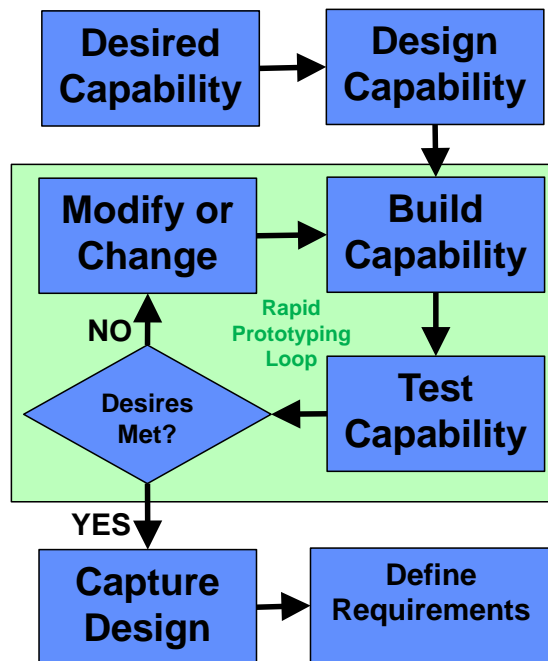 Desired
Capability
Design
Capability
Modify or
Change
Build
Capability
Rapid
Prototyping
Loop
NO
Desires
Met?
Test
Capability
YES
Capture
Design
Define
Requirements